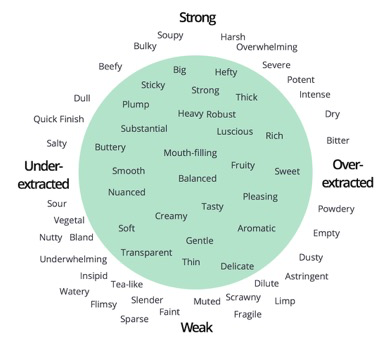 Strong
Soupy
Harsh
Bulky
Overwhelming
Beefy
Big
Hefty
Severe
Sticky
Strong
Potent
Dull
Plump
Thick
Intense
Quick Finish
Heavy Robust
Dry
Substantial
Luscious
Rich
Salty
Buttery
Mouth-filling
Bitter
Under-
extracted
Smooth
Balanced
Fruity
Sweet
Over-
extracted
Nuanced
Pleasing
Sour
Tasty
Powdery
Vegetal
Creamy
Nutty
Bland
Soft
Aromatic
Empty
Gentle
Underwhelming
Transparent
Thin
Delicate
Dusty
Insipid
Tea-like
Dilute
Astringent
Watery
Flimsy
Slender
Muted
Scrawny
Limp
Sparse
Faint
Fragile
Weak